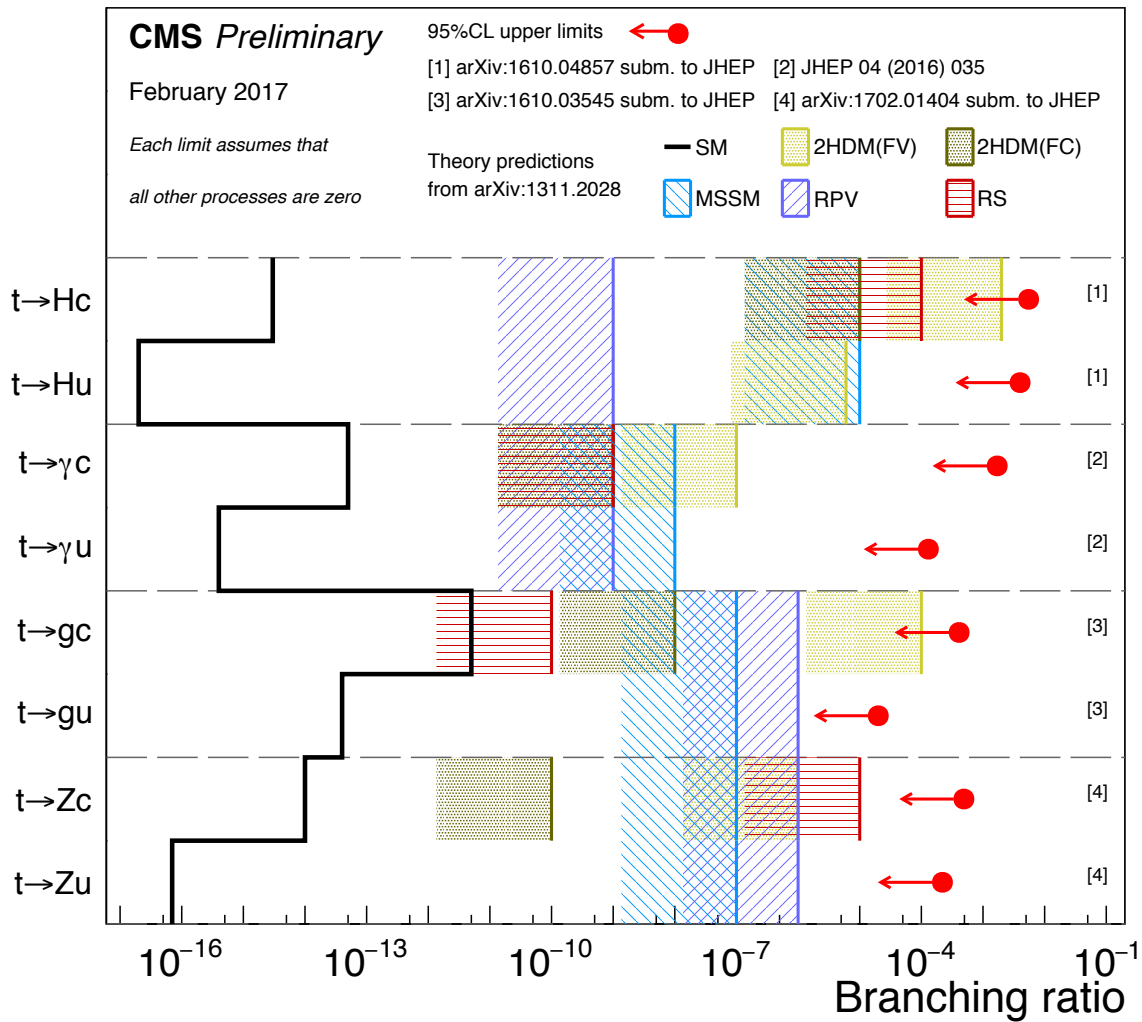 CMS Preliminary
February 2017
Each limit assumes that
all other processes are zero
95%CL upper limits
[1] arXiv:1610.04857 subm. to JHEP [2] JHEP 04 (2016) 035
[3] arXiv:1610.03545 subm. to JHEP [4] arXiv:1702.01404 subm. to JHEP
Theory predictions
from arXiv:1311.2028
SM 2HDM(FV) 2HDM(FC)
MSSM RPV RS
t→Hc [1]
t→Hu [1]
t→γc [2]
t→γu [2]
t→gc [3]
t→gu [3]
t→Zc [4]
t→Zu [4]
10⁻¹⁶ 10⁻¹³ 10⁻¹⁰ 10⁻⁷ 10⁻⁴ 10⁻¹
Branching ratio